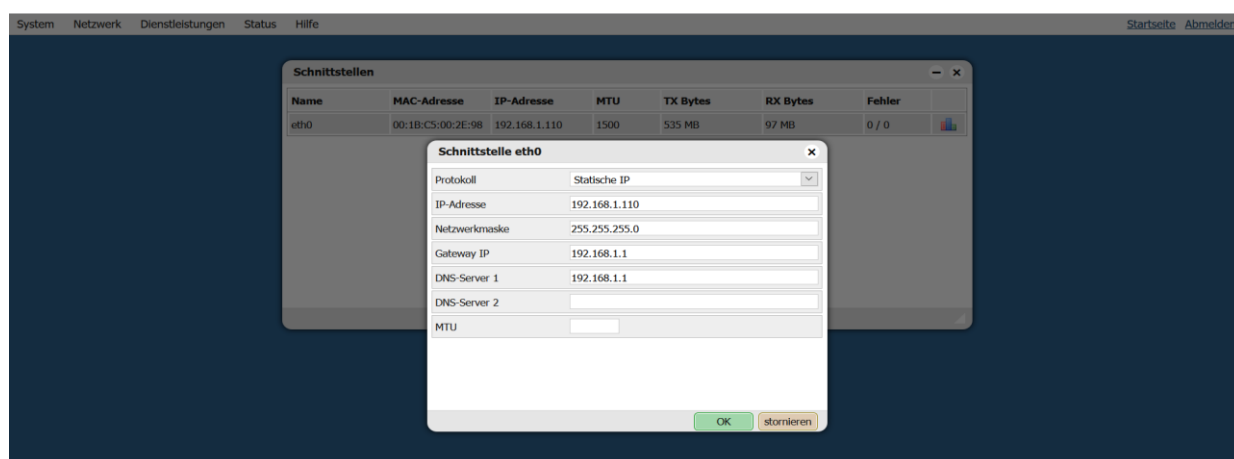 System Netzwerk Dienstleistungen Status Hilfe Startseite Abmelden
Schnittstellen
Name MAC-Adresse IP-Adresse MTU TX Bytes RX Bytes Fehler
eth0 00:1B:C5:00:2E:98 192.168.1.110 1500 535 MB 97 MB 0 / 0
Schnittstelle eth0
Protokoll Statische IP
IP-Adresse 192.168.1.110
Netzwerkmaske 255.255.255.0
Gateway IP 192.168.1.1
DNS-Server 1 192.168.1.1
DNS-Server 2
MTU
OK stornieren